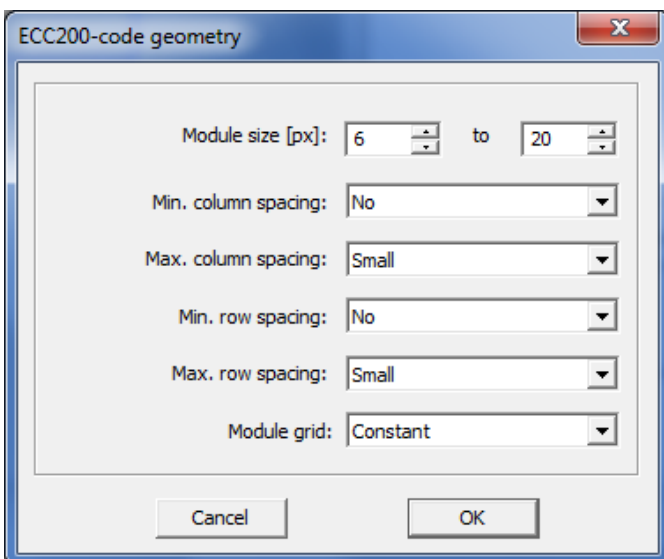 ECC200-code geometry
Module size [px]: 6 to 20
Min. column spacing: No
Max. column spacing: Small
Min. row spacing: No
Max. row spacing: Small
Module grid: Constant
Cancel OK